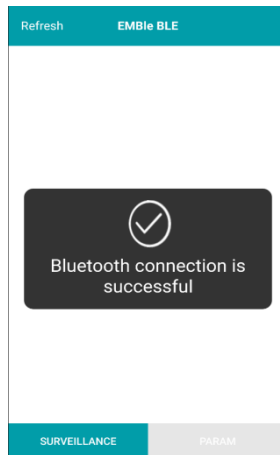 Refresh EMBle BLE
Bluetooth connection is
successful
SURVEILLANCE PARAM